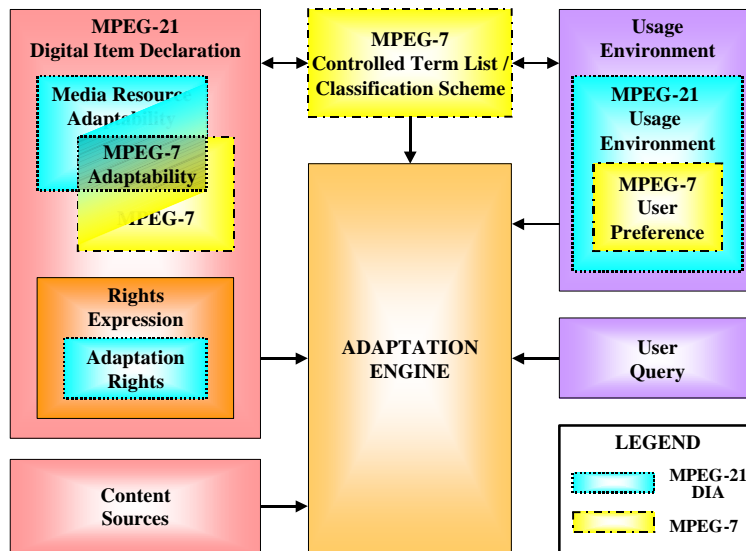 MPEG-21
Digital Item Declaration
Media Resource
Adaptability
MPEG-7
Adaptability
MPEG-7
Rights
Expression
Adaptation
Rights
Content
Sources
MPEG-7
Controlled Term List /
Classification Scheme
ADAPTATION
ENGINE
Usage
Environment
MPEG-21
Usage
Environment
MPEG-7
User
Preference
User
Query
LEGEND
MPEG-21
DIA
MPEG-7